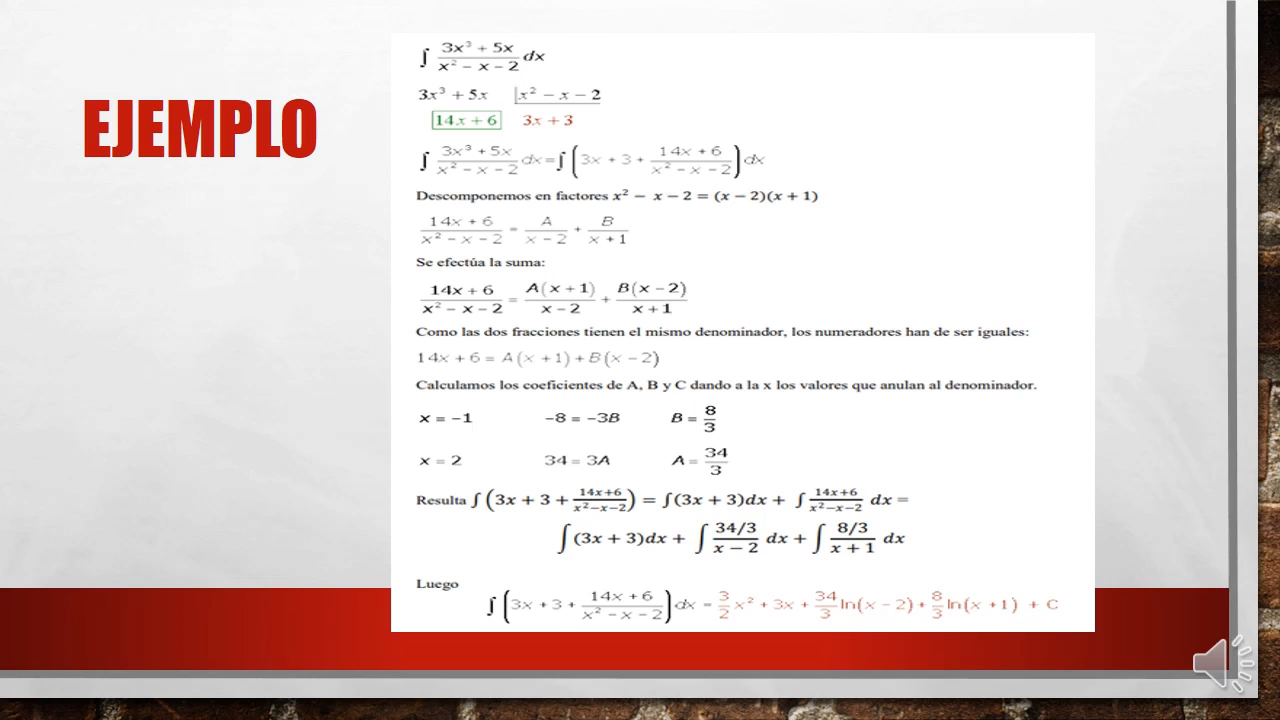 EJEMPLO
∫ (3x³ + 5x)/(x² − x − 2) dx
3x³ + 5x |x² − x − 2
14x + 6 3x + 3
∫ (3x³ + 5x)/(x² − x − 2) dx = ∫ (3x + 3 + (14x + 6)/(x² − x − 2)) dx
Descomponemos en factores x² − x − 2 = (x − 2)(x + 1)
(14x + 6)/(x² − x − 2) = A/(x − 2) + B/(x + 1)
Se efectúa la suma:
(14x + 6)/(x² − x − 2) = A(x + 1)/(x − 2) + B(x − 2)/(x + 1)
Como las dos fracciones tienen el mismo denominador, los numeradores han de ser iguales:
14x + 6 = A(x + 1) + B(x − 2)
Calculamos los coeficientes de A, B y C dando a la x los valores que anulan al denominador.
x = −1 −8 = −3B B = 8/3
x = 2 34 = 3A A = 34/3
Resulta ∫ (3x + 3 + (14x+6)/(x²−x−2)) = ∫(3x + 3)dx + ∫ (14x+6)/(x²−x−2) dx =
∫(3x + 3)dx + ∫ (34/3)/(x − 2) dx + ∫ (8/3)/(x + 1) dx
Luego
∫ (3x + 3 + (14x + 6)/(x² − x − 2)) dx = 3/2 x² + 3x + 34/3 ln(x − 2) + 8/3 ln(x + 1) + C